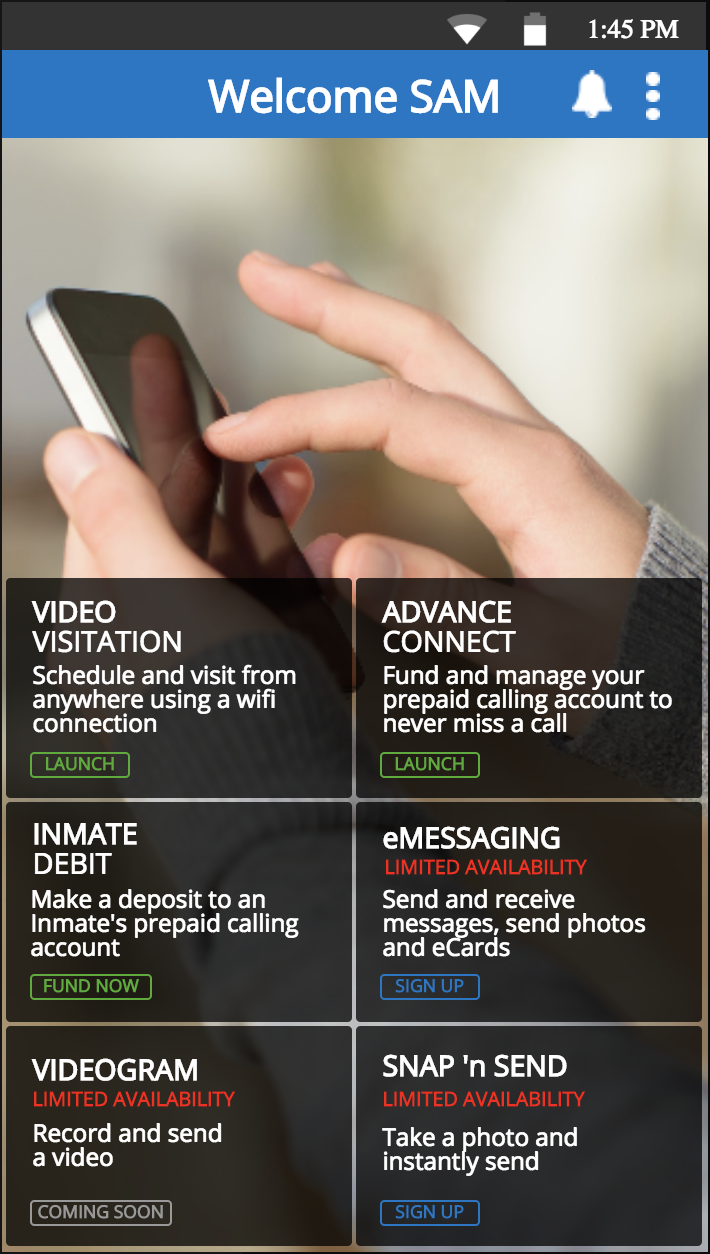 1:45 PM
Welcome SAM
VIDEO
VISITATION
Schedule and visit from
anywhere using a wifi
connection
LAUNCH
ADVANCE
CONNECT
Fund and manage your
prepaid calling account to
never miss a call
LAUNCH
INMATE
DEBIT
Make a deposit to an
Inmate's prepaid calling
account
FUND NOW
eMESSAGING
LIMITED AVAILABILITY
Send and receive
messages, send photos
and eCards
SIGN UP
VIDEOGRAM
LIMITED AVAILABILITY
Record and send
a video
COMING SOON
SNAP 'n SEND
LIMITED AVAILABILITY
Take a photo and
instantly send
SIGN UP